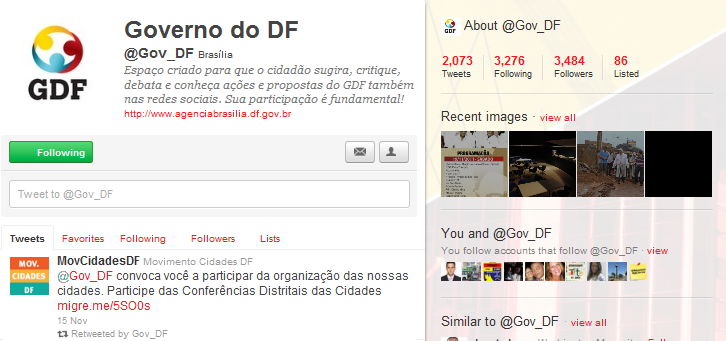 GDF
Governo do DF
@Gov_DF Brasília
Espaço criado para que o cidadão sugira, critique,
debata e conheça ações e propostas do GDF também
nas redes sociais. Sua participação é fundamental!
http://www.agenciabrasilia.df.gov.br
Following
Tweet to @Gov_DF
Tweets Favorites Following Followers Lists
MOV.
CIDADES
DF
MovCidadesDF Movimento Cidades DF
@Gov_DF convoca você a participar da organização das nossas
cidades. Participe das Conferências Distritais das Cidades
migre.me/5SO0s
15 Nov
Retweeted by Gov_DF
GDF
About @Gov_DF
2,073 3,276 3,484 86
Tweets Following Followers Listed
Recent images · view all
PROGRAMAÇÃO
You and @Gov_DF
You follow accounts that follow @Gov_DF · view
Similar to @Gov_DF · view all